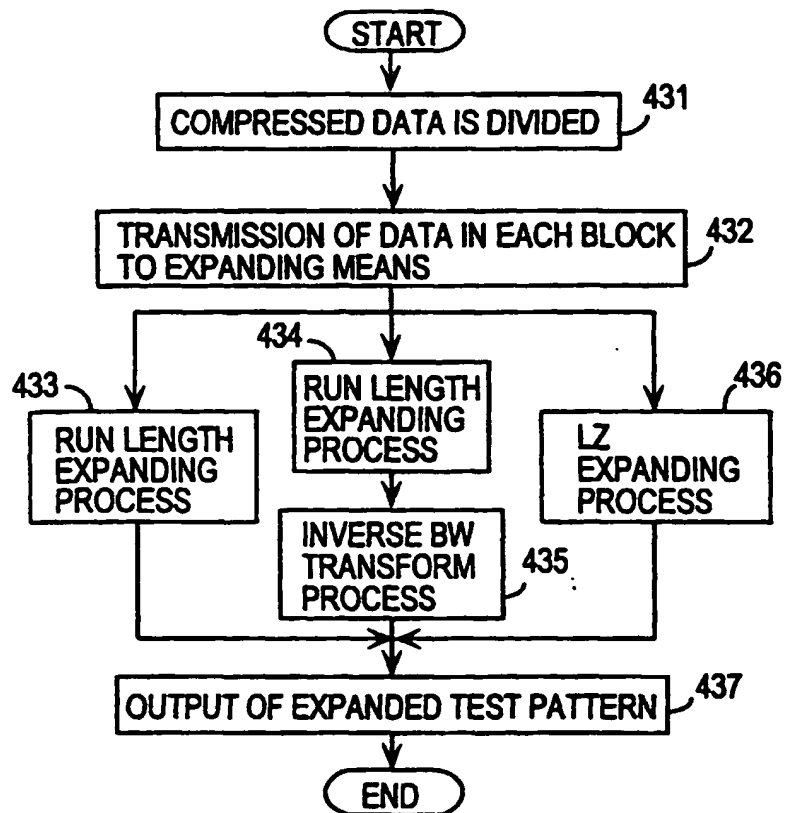 START
431
COMPRESSED DATA IS DIVIDED
432
TRANSMISSION OF DATA IN EACH BLOCK
TO EXPANDING MEANS
433
RUN LENGTH
EXPANDING
PROCESS
434
RUN LENGTH
EXPANDING
PROCESS
436
LZ
EXPANDING
PROCESS
INVERSE BW
TRANSFORM
PROCESS
435
OUTPUT OF EXPANDED TEST PATTERN
437
END